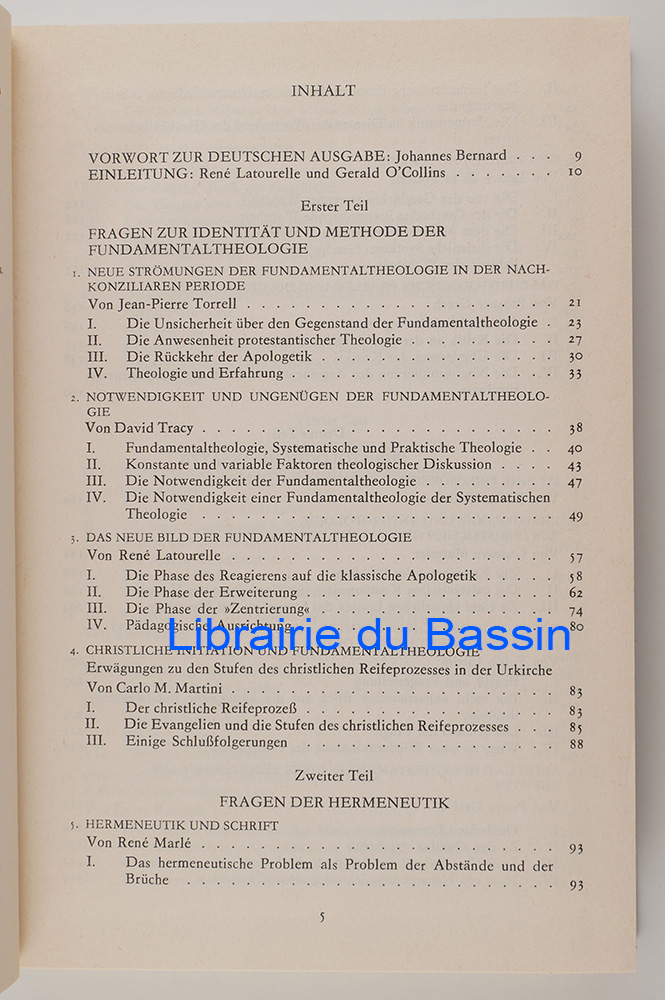 INHALT
VORWORT ZUR DEUTSCHEN AUSGABE: Johannes Bernard . . . 9
EINLEITUNG: René Latourelle und Gerald O'Collins . . . . . . . 10
Erster Teil
FRAGEN ZUR IDENTITÄT UND METHODE DER
FUNDAMENTALTHEOLOGIE
1. NEUE STRÖMUNGEN DER FUNDAMENTALTHEOLOGIE IN DER NACH-
KONZILIAREN PERIODE
Von Jean-Pierre Torrell . . . . . . . . . . . . . . . . . . . 21
I. Die Unsicherheit über den Gegenstand der Fundamentaltheologie . 23
II. Die Anwesenheit protestantischer Theologie . . . . . . . . . 27
III. Die Rückkehr der Apologetik . . . . . . . . . . . . . . . 30
IV. Theologie und Erfahrung . . . . . . . . . . . . . . . . . 33
2. NOTWENDIGKEIT UND UNGENÜGEN DER FUNDAMENTALTHEOLO-
GIE
Von David Tracy . . . . . . . . . . . . . . . . . . . . . . 38
I. Fundamentaltheologie, Systematische und Praktische Theologie . . 40
II. Konstante und variable Faktoren theologischer Diskussion . . . . 43
III. Die Notwendigkeit der Fundamentaltheologie . . . . . . . . . 47
IV. Die Notwendigkeit einer Fundamentaltheologie der Systematischen
Theologie . . . . . . . . . . . . . . . . . . . . . . 49
3. DAS NEUE BILD DER FUNDAMENTALTHEOLOGIE
Von René Latourelle . . . . . . . . . . . . . . . . . . . . 57
I. Die Phase des Reagierens auf die klassische Apologetik . . . . . 58
II. Die Phase der Erweiterung . . . . . . . . . . . . . . . . 62
III. Die Phase der »Zentrierung« . . . . . . . . . . . . . . . 74
IV. Pädagogische Ausrichtung . . . . . . . . . . . . . . . . 80
Librairie du Bassin
4. CHRISTLICHE INITIATION UND FUNDAMENTALTHEOLOGIE
Erwägungen zu den Stufen des christlichen Reifeprozesses in der Urkirche
Von Carlo M. Martini . . . . . . . . . . . . . . . . . . . . 83
I. Der christliche Reifeprozeß . . . . . . . . . . . . . . . . 83
II. Die Evangelien und die Stufen des christlichen Reifeprozesses . . . 85
III. Einige Schlußfolgerungen . . . . . . . . . . . . . . . . 88
Zweiter Teil
FRAGEN DER HERMENEUTIK
5. HERMENEUTIK UND SCHRIFT
Von René Marlé . . . . . . . . . . . . . . . . . . . . . . 93
I. Das hermeneutische Problem als Problem der Abstände und der
Brüche . . . . . . . . . . . . . . . . . . . . . . . 93
5